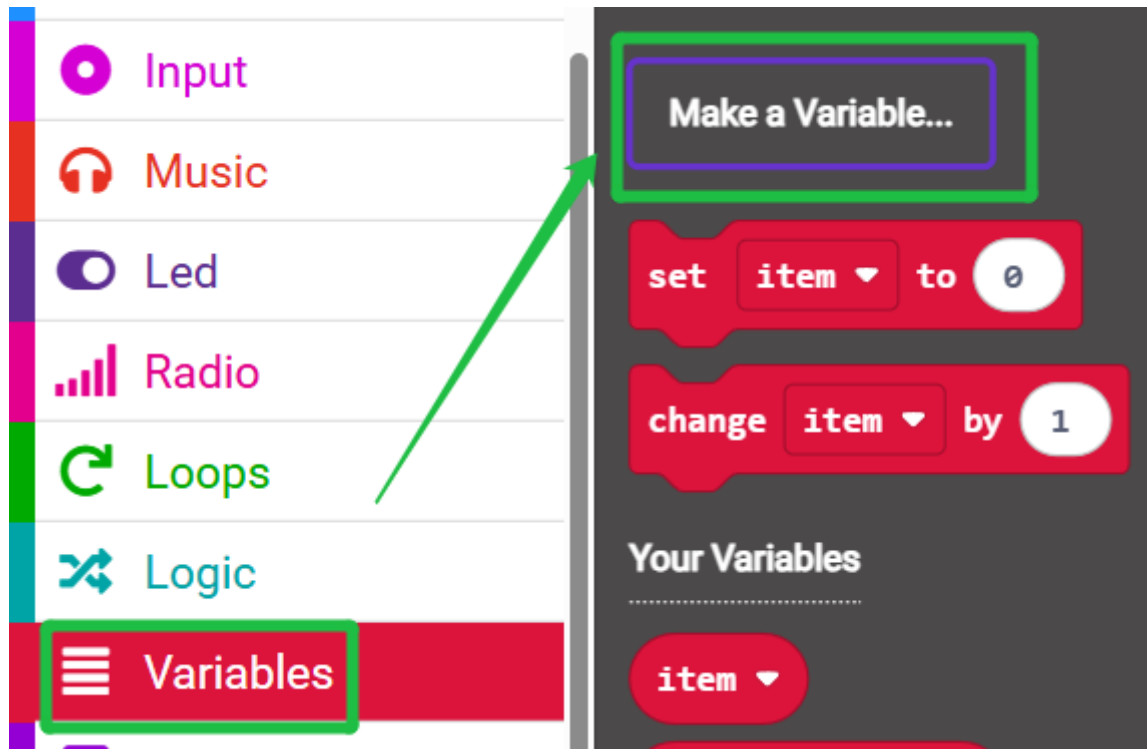 Input
Music
Led
Radio
Loops
Logic
Variables
Make a Variable...
set item to 0
change item by 1
Your Variables
item